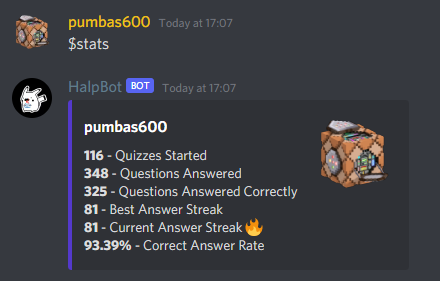 pumbas600 Today at 17:07
$stats
HalpBot BOT Today at 17:07
pumbas600
116 - Quizzes Started
348 - Questions Answered
325 - Questions Answered Correctly
81 - Best Answer Streak
81 - Current Answer Streak🔥
93.39% - Correct Answer Rate